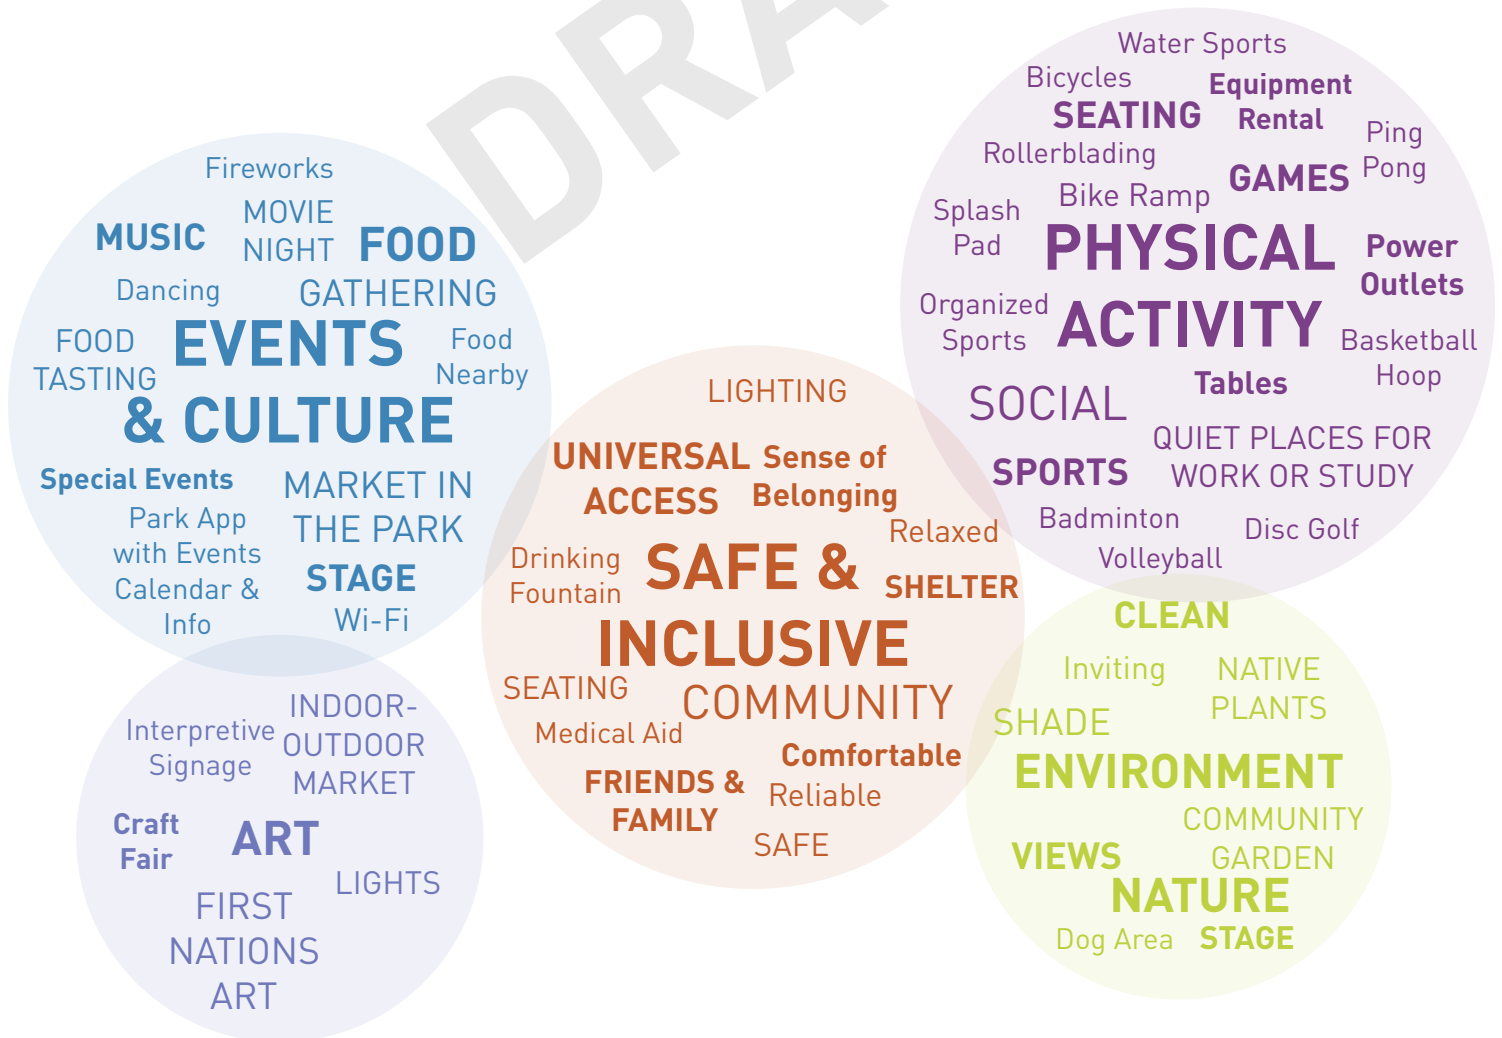 DRA
Fireworks
MUSIC
MOVIE
NIGHT
FOOD
Dancing
GATHERING
FOOD
TASTING
EVENTS
& CULTURE
Food
Nearby
Special Events
MARKET IN
THE PARK
Park App
with Events
Calendar &
Info
STAGE
Wi-Fi
Interpretive
Signage
INDOOR-
OUTDOOR
MARKET
Craft
Fair
ART
LIGHTS
FIRST
NATIONS
ART
LIGHTING
UNIVERSAL
ACCESS
Sense of
Belonging
Relaxed
Drinking
Fountain
SAFE &
INCLUSIVE
SHELTER
SEATING
COMMUNITY
Medical Aid
Comfortable
FRIENDS &
FAMILY
Reliable
SAFE
Water Sports
Bicycles
Equipment
Rental
SEATING
Ping
Pong
Rollerblading
GAMES
Bike Ramp
Splash
Pad
PHYSICAL
ACTIVITY
Power
Outlets
Organized
Sports
Basketball
Hoop
Tables
SOCIAL
QUIET PLACES FOR
WORK OR STUDY
SPORTS
Badminton
Disc Golf
Volleyball
CLEAN
Inviting
NATIVE
PLANTS
SHADE
ENVIRONMENT
COMMUNITY
GARDEN
VIEWS
NATURE
Dog Area
STAGE